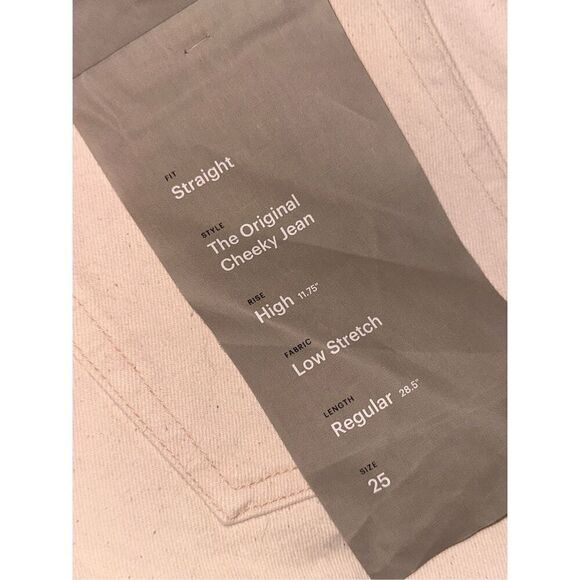 FIT
Straight
STYLE
The Original
Cheeky Jean
RISE
High 11.75"
FABRIC
Low Stretch
LENGTH
Regular 28.5"
SIZE
25